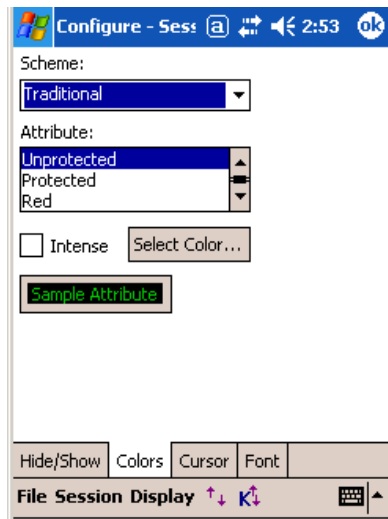 Configure - Sess a 2:53 ok
Scheme:
Traditional
Attribute:
Unprotected
Protected
Red
Intense Select Color...
Sample Attribute
Hide/Show Colors Cursor Font
File Session Display K